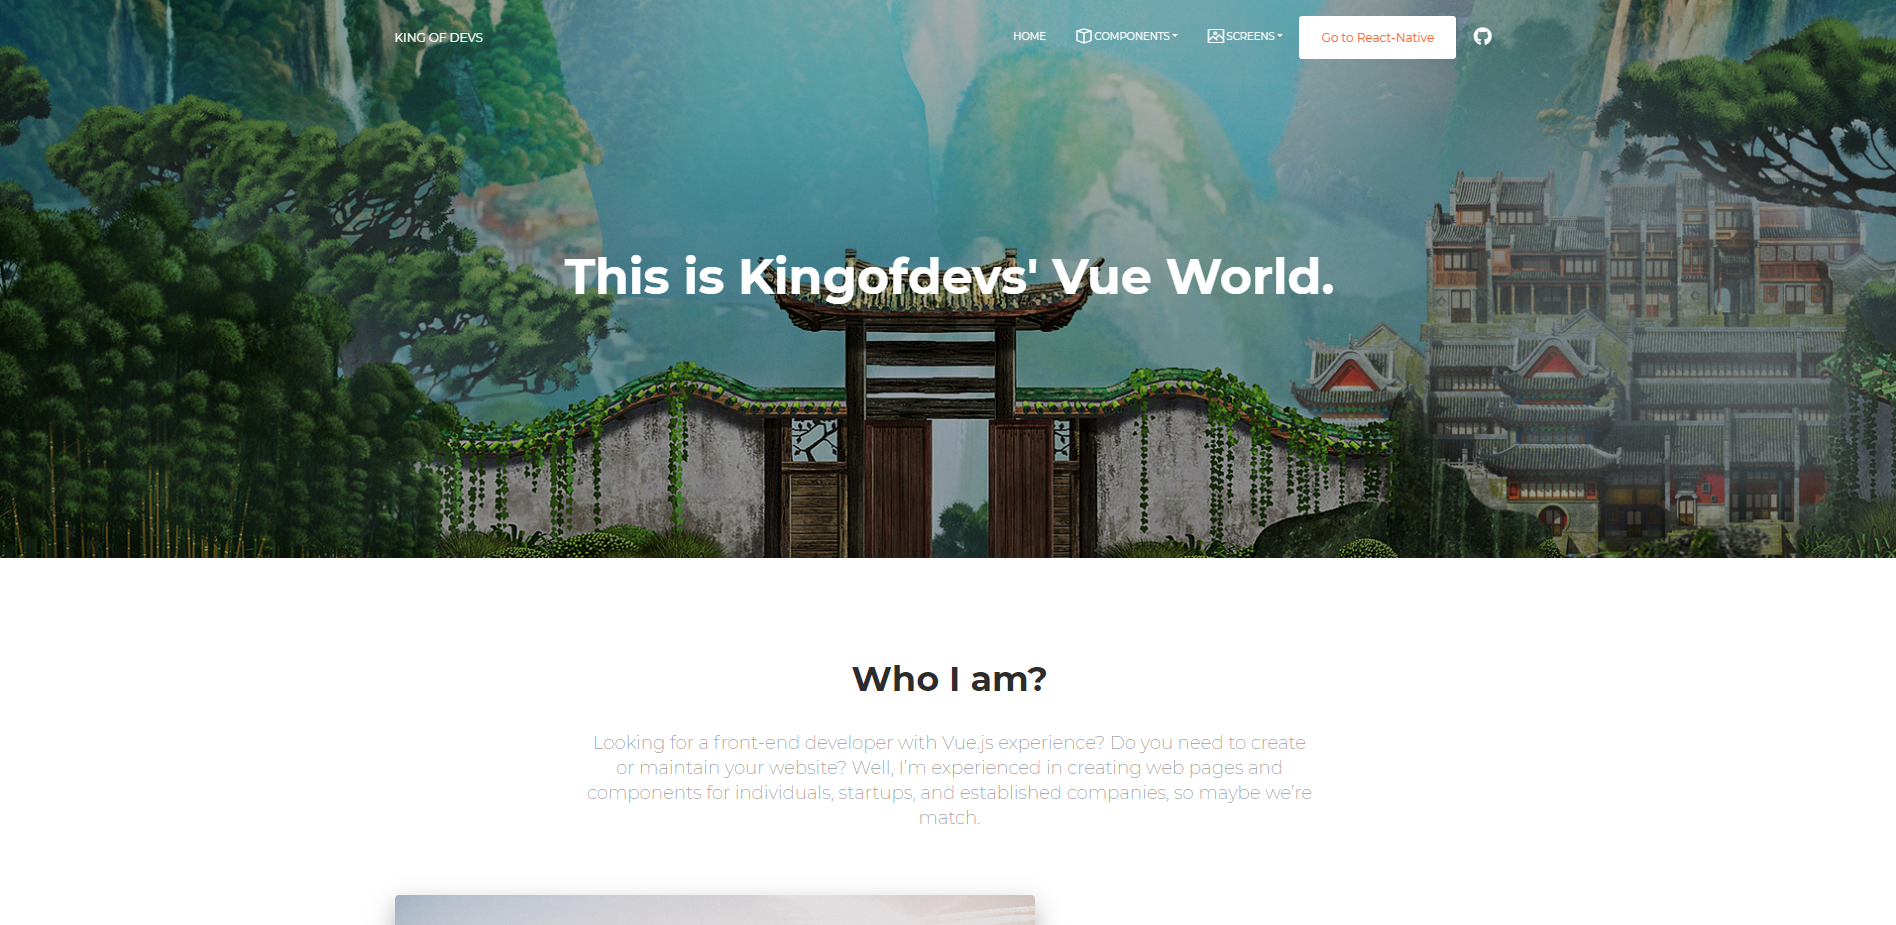 KING OF DEVS
HOME
COMPONENTS
SCREENS
Go to React-Native
This is Kingofdevs' Vue World.
Who I am?
Looking for a front-end developer with Vue.js experience? Do you need to create
or maintain your website? Well, I’m experienced in creating web pages and
components for individuals, startups, and established companies, so maybe we’re
match.